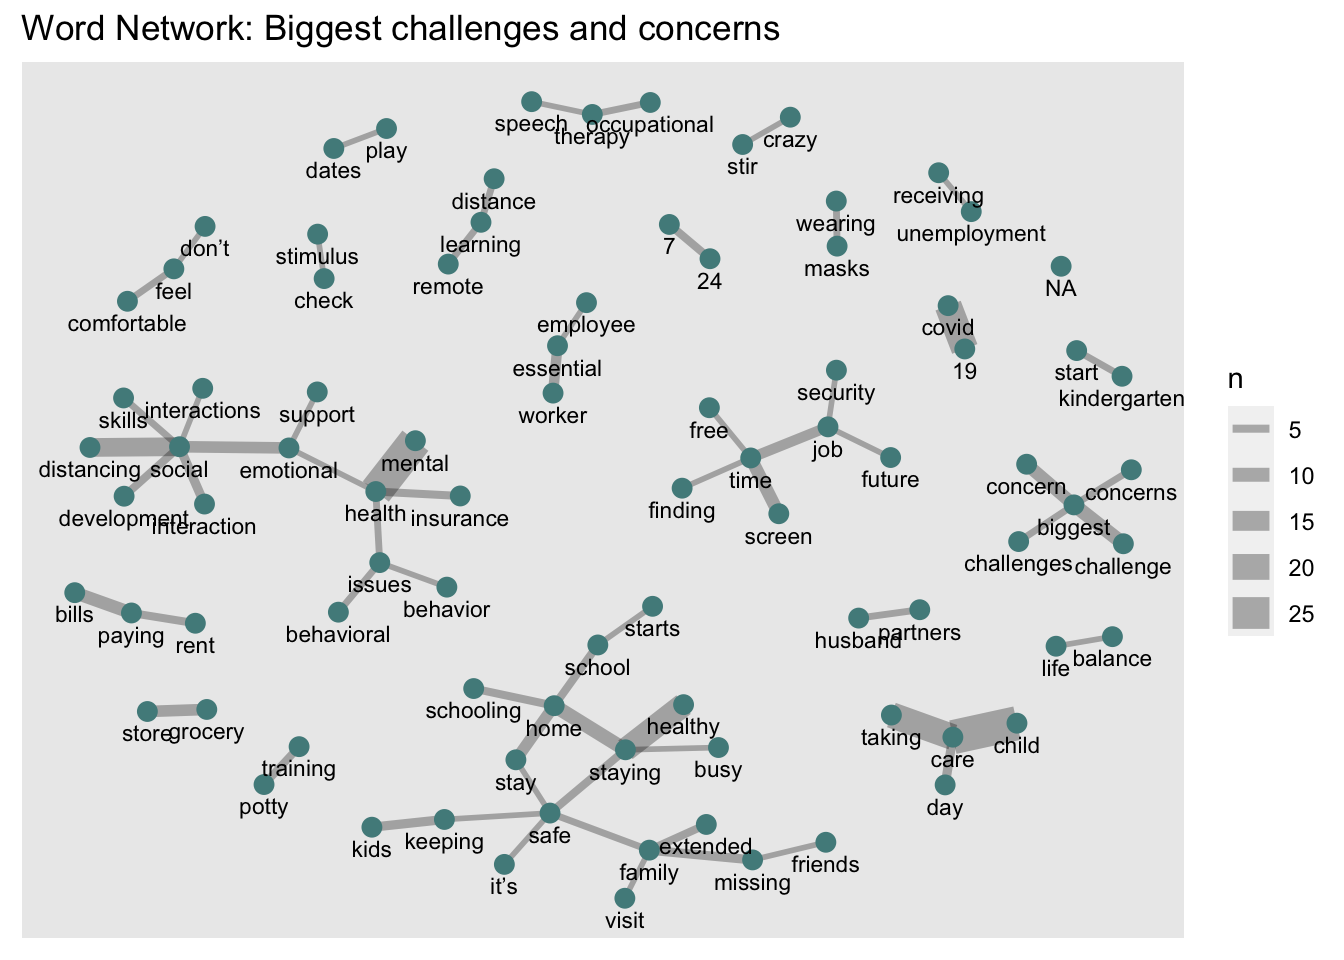 Word Network: Biggest challenges and concerns
speech
occupational
therapy
crazy
play
dates
stir
distance
receiving
wearing
unemployment
don't
learning
7
stimulus
masks
24
feel
remote
NA
check
comfortable
employee
covid
essential
19
start
n
security
kindergarten
interactions
support
worker
skills
free
5
distancing
social
emotional
mental
job
10
time
future
concern
concerns
development
interaction
health
insurance
finding
15
screen
biggest
challenges
challenge
20
issues
behavior
bills
behavioral
25
paying
rent
starts
husband
partners
school
life
balance
schooling
home
healthy
store
grocery
taking
child
training
stay
staying
busy
care
potty
day
safe
kids
keeping
extended
friends
it's
family
missing
visit